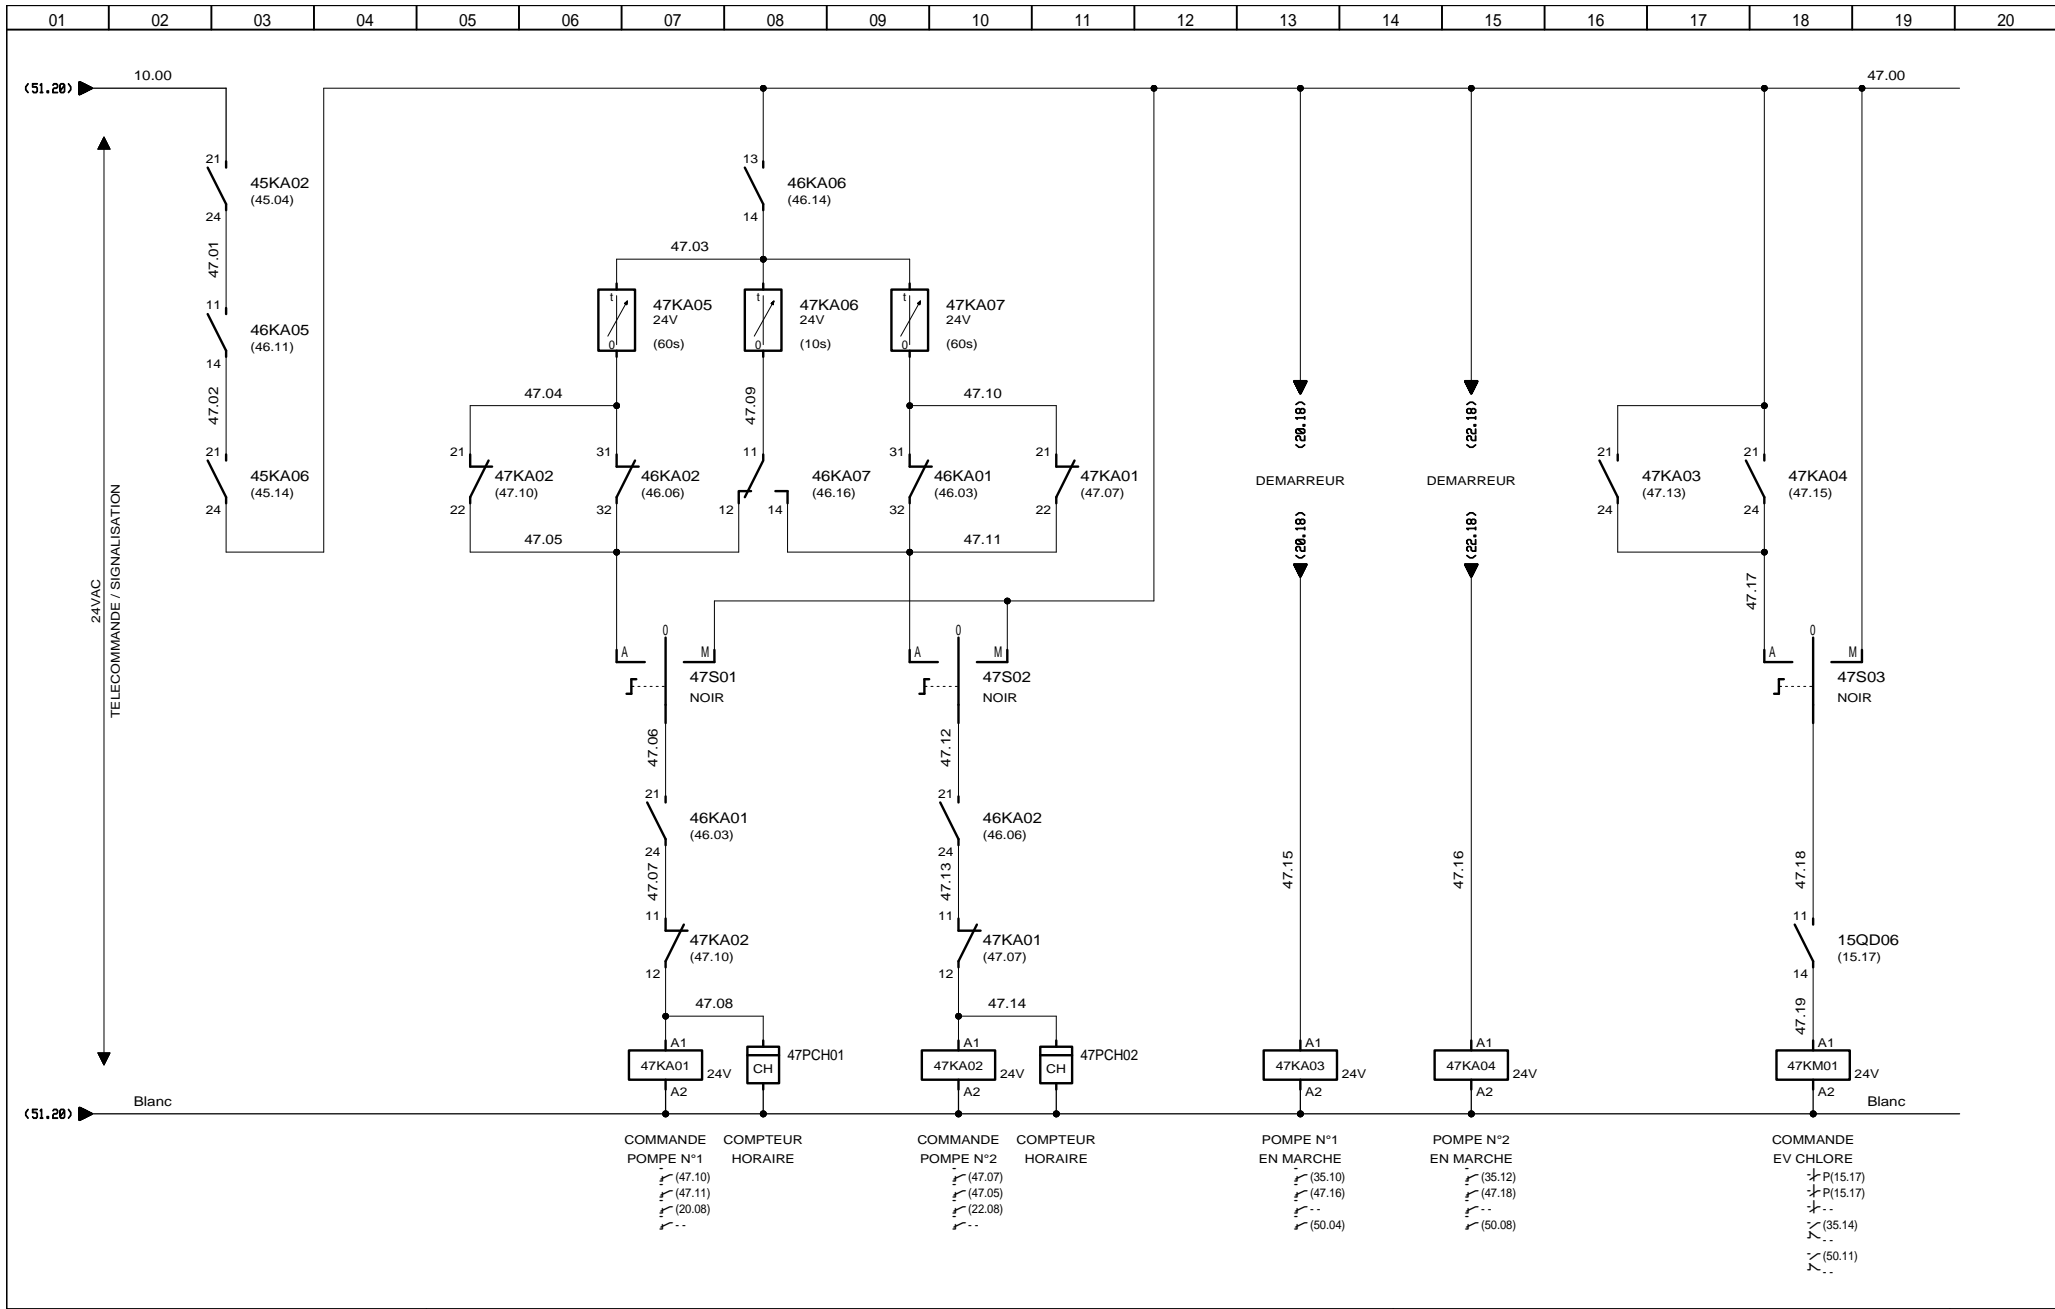 01 02 03 04 05 06 07 08 09 10 11 12 13 14 15 16 17 18 19 20
(51.20) 10.00 47.00
24VAC
TELECOMMANDE / SIGNALISATION
21
45KA02
(45.04)
24
47.01
11
46KA05
(46.11)
14
47.02
21
45KA06
(45.14)
24
13
46KA06
(46.14)
14
47.03
t
0
47KA05
24V
(60s)
t
0
47KA06
24V
(10s)
t
0
47KA07
24V
(60s)
47.04
47.09
47.10
21
47KA02
(47.10)
22
31
46KA02
(46.06)
32
11
46KA07
(46.16)
12 14
31
46KA01
(46.03)
32
21
47KA01
(47.07)
22
47.05
47.11
A 0 M
47S01
NOIR
47.06
21
46KA01
(46.03)
24
47.07
11
47KA02
(47.10)
12
47.08
A1
47KA01
24V
A2
CH
47PCH01
A 0 M
47S02
NOIR
47.12
21
46KA02
(46.06)
24
47.13
11
47KA01
(47.07)
12
47.14
A1
47KA02
24V
A2
CH
47PCH02
(20.18)
DEMARREUR
(20.18)
47.15
A1
47KA03
24V
A2
(22.18)
DEMARREUR
(22.18)
47.16
A1
47KA04
24V
A2
21
47KA03
(47.13)
24
21
47KA04
(47.15)
24
47.17
A 0 M
47S03
NOIR
47.18
11
15QD06
(15.17)
14
47.19
A1
47KM01
24V
A2
(51.20) Blanc Blanc
COMMANDE
POMPE N°1
(47.10)
(47.11)
(20.08)
- -
COMPTEUR
HORAIRE
COMMANDE
POMPE N°2
(47.07)
(47.05)
(22.08)
- -
COMPTEUR
HORAIRE
POMPE N°1
EN MARCHE
(35.10)
(47.16)
- -
(50.04)
POMPE N°2
EN MARCHE
(35.12)
(47.18)
- -
(50.08)
COMMANDE
EV CHLORE
P(15.17)
P(15.17)
- -
(35.14)
- -
(50.11)
- -